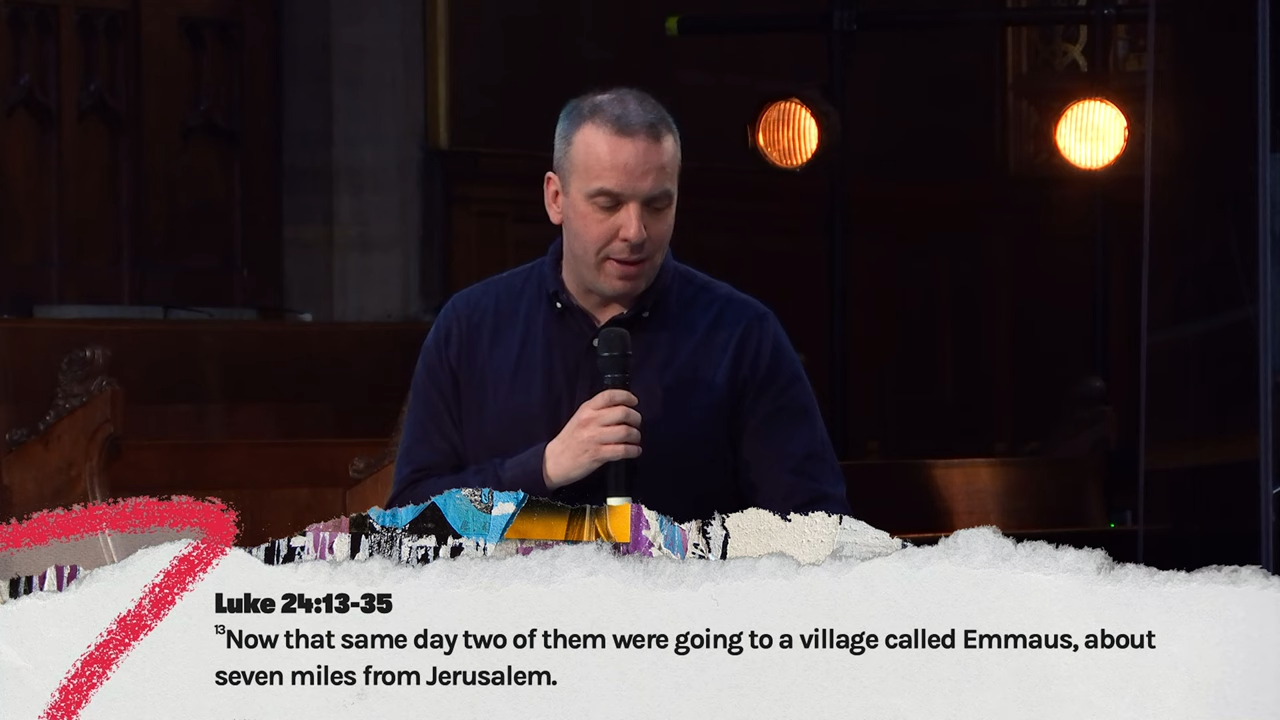 Luke 24:13-35
¹³Now that same day two of them were going to a village called Emmaus, about
seven miles from Jerusalem.